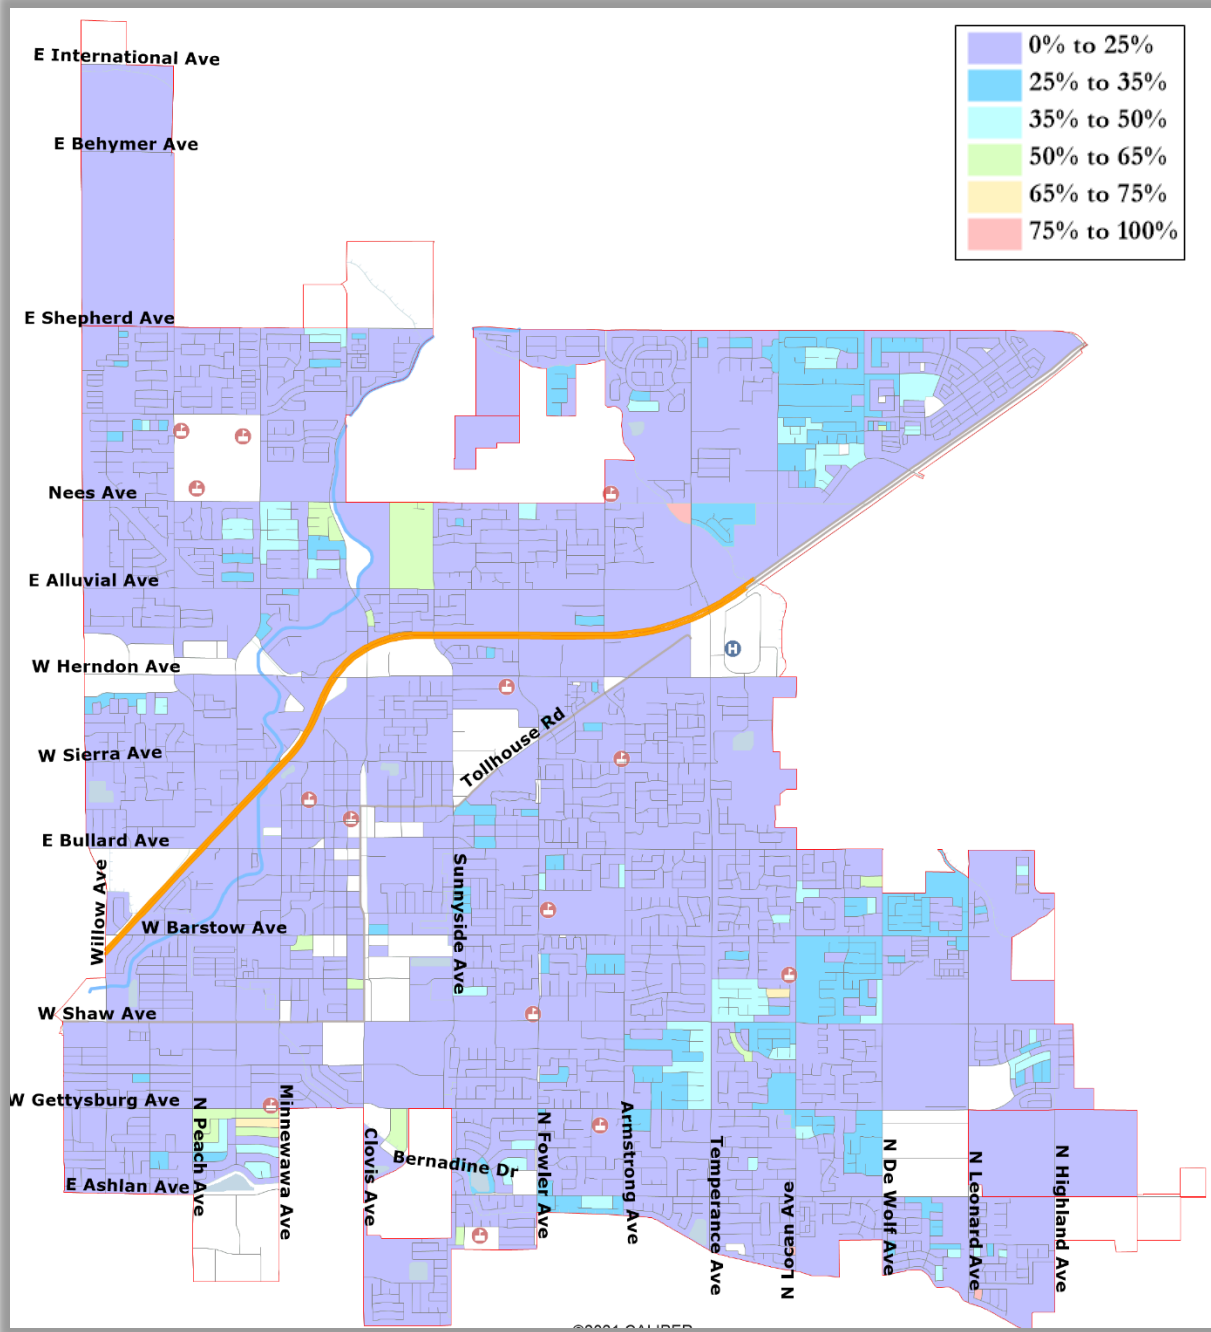 E International Ave
0% to 25%
25% to 35%
35% to 50%
50% to 65%
65% to 75%
75% to 100%
E Behymer Ave
E Shepherd Ave
Nees Ave
E Alluvial Ave
H
W Herndon Ave
Tollhouse Rd
W Sierra Ave
E Bullard Ave
Willow Ave
Sunnyside Ave
W Barstow Ave
W Shaw Ave
W Gettysburg Ave
N Peach Ave
Minnewawa Ave
Clovis Ave
Bernadine Dr
N Fowler Ave
Armstrong Ave
Temperance Ave
N Locan Ave
N De Wolf Ave
N Leonard Ave
N Highland Ave
E Ashlan Ave
©2021 CALIPER